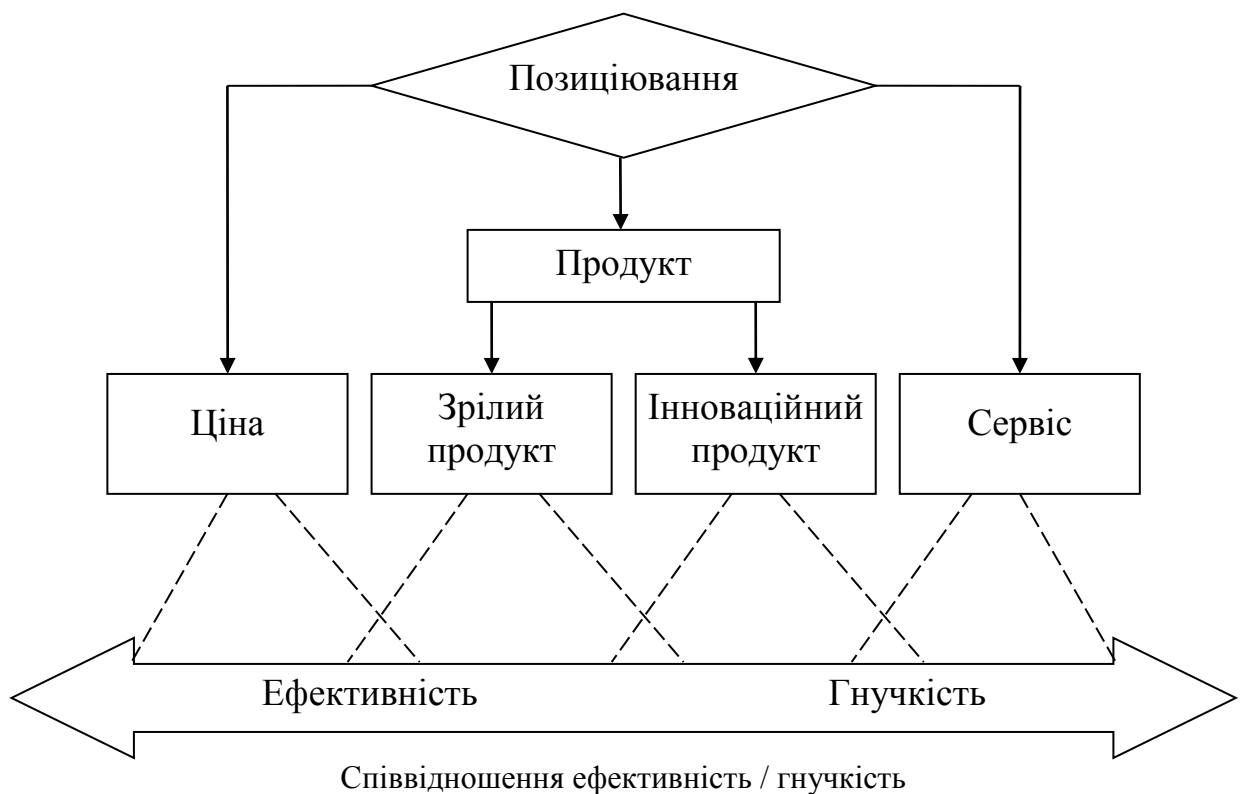 Позиціювання
Продукт
Ціна
Зрілий
продукт
Інноваційний
продукт
Сервіс
Ефективність
Гнучкість
Співвідношення ефективність / гнучкість